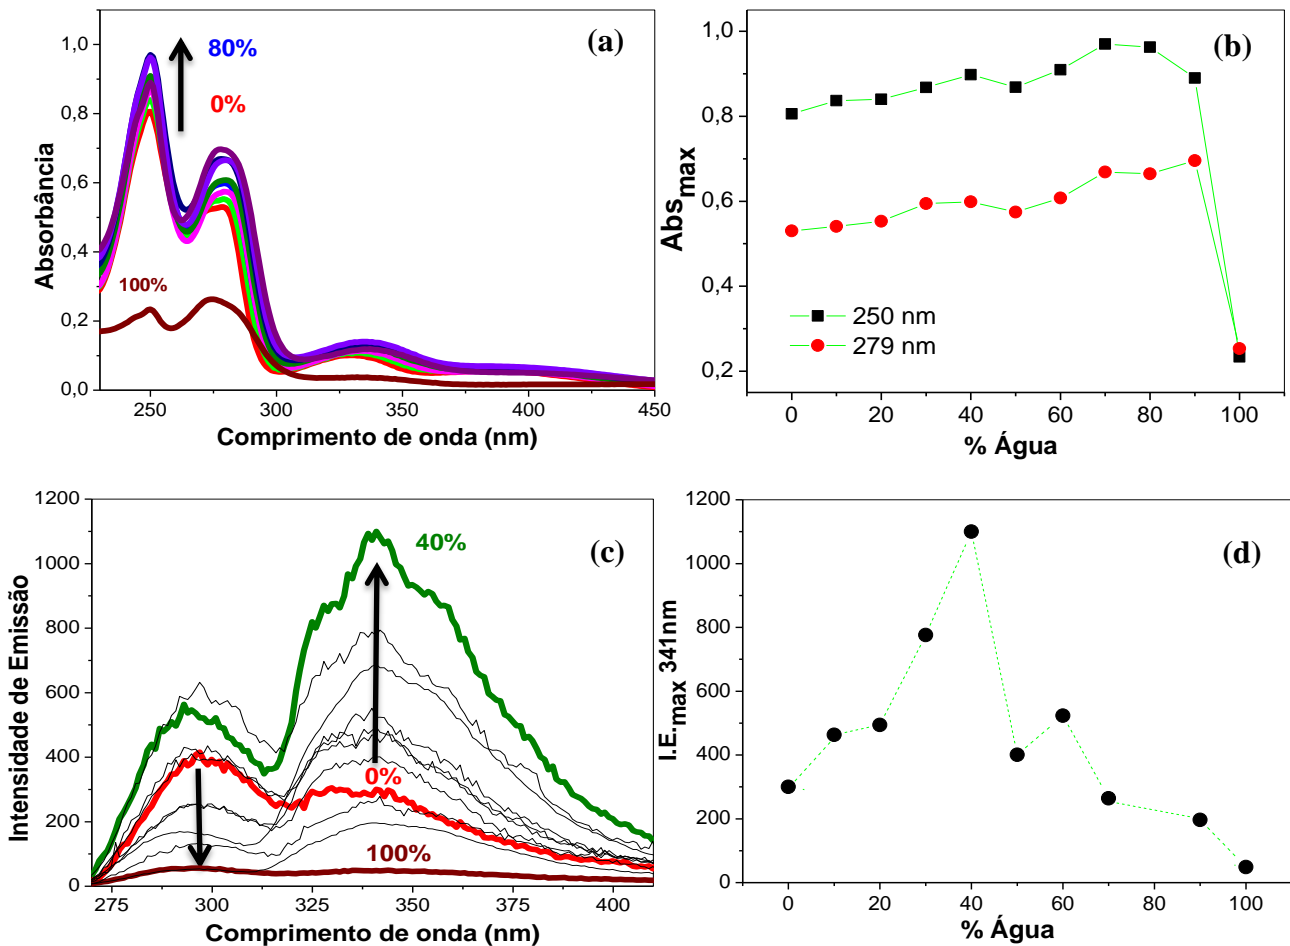 (a)
80%
0%
100%
Absorbância
1,0
0,8
0,6
0,4
0,2
0,0
250 300 350 400 450
Comprimento de onda (nm)
(b)
Abs max
1,0
0,8
0,6
0,4
0,2
250 nm
279 nm
0 20 40 60 80 100
% Água
(c)
40%
0%
100%
Intensidade de Emissão
1200
1000
800
600
400
200
0
275 300 325 350 375 400
Comprimento de onda (nm)
(d)
I.E. max 341nm
1200
1000
800
600
400
200
0
0 20 40 60 80 100
% Água